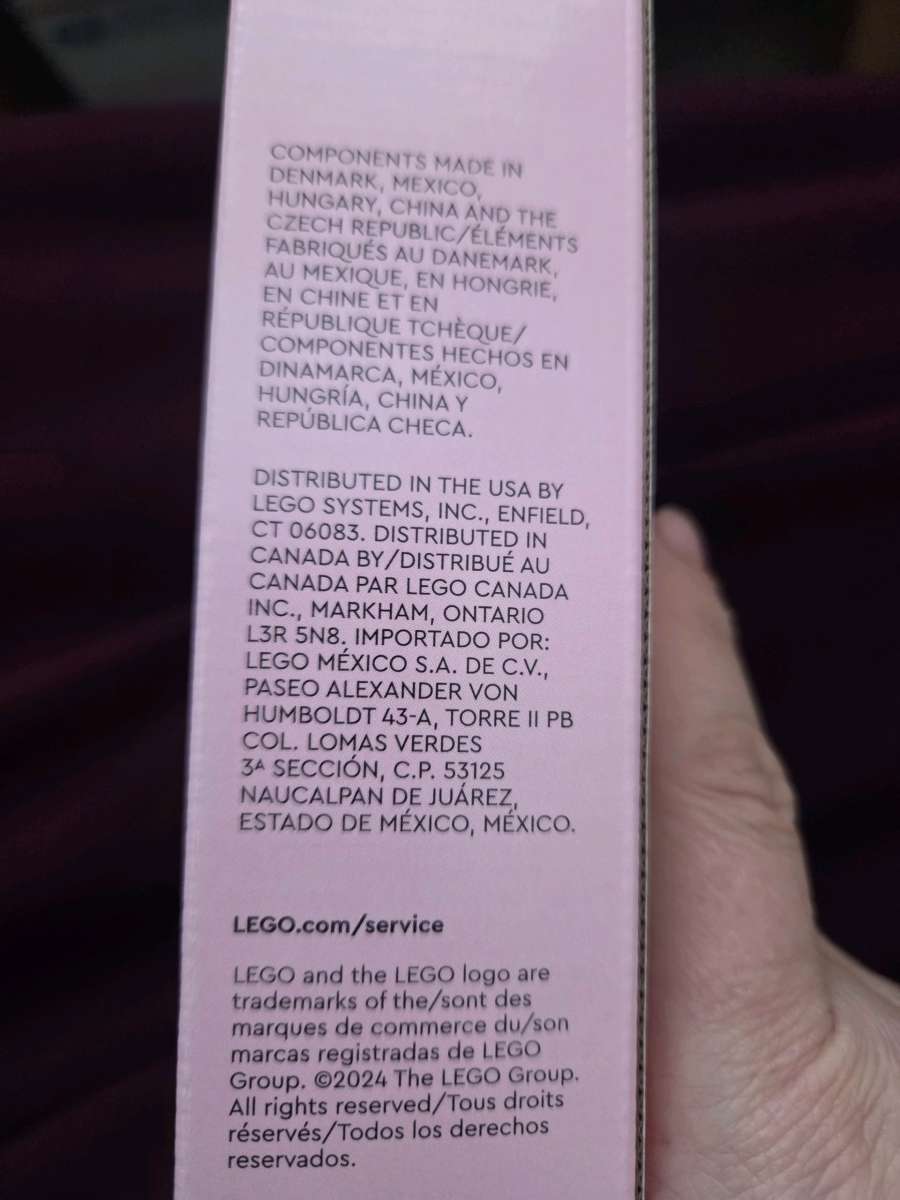 COMPONENTS MADE IN
DENMARK, MEXICO,
HUNGARY, CHINA AND THE
CZECH REPUBLIC/ÉLÉMENTS
FABRIQUÉS AU DANEMARK,
AU MEXIQUE, EN HONGRIE,
EN CHINE ET EN
RÉPUBLIQUE TCHÈQUE/
COMPONENTES HECHOS EN
DINAMARCA, MÉXICO,
HUNGRÍA, CHINA Y
REPÚBLICA CHECA.
DISTRIBUTED IN THE USA BY
LEGO SYSTEMS, INC., ENFIELD,
CT 06083. DISTRIBUTED IN
CANADA BY/DISTRIBUÉ AU
CANADA PAR LEGO CANADA
INC., MARKHAM, ONTARIO
L3R 5N8. IMPORTADO POR:
LEGO MÉXICO S.A. DE C.V.,
PASEO ALEXANDER VON
HUMBOLDT 43-A, TORRE II PB
COL. LOMAS VERDES
3ᴬ SECCIÓN, C.P. 53125
NAUCALPAN DE JUÁREZ,
ESTADO DE MÉXICO, MÉXICO.
LEGO.com/service
LEGO and the LEGO logo are
trademarks of the/sont des
marques de commerce du/son
marcas registradas de LEGO
Group. ©2024 The LEGO Group.
All rights reserved/Tous droits
réservés/Todos los derechos
reservados.